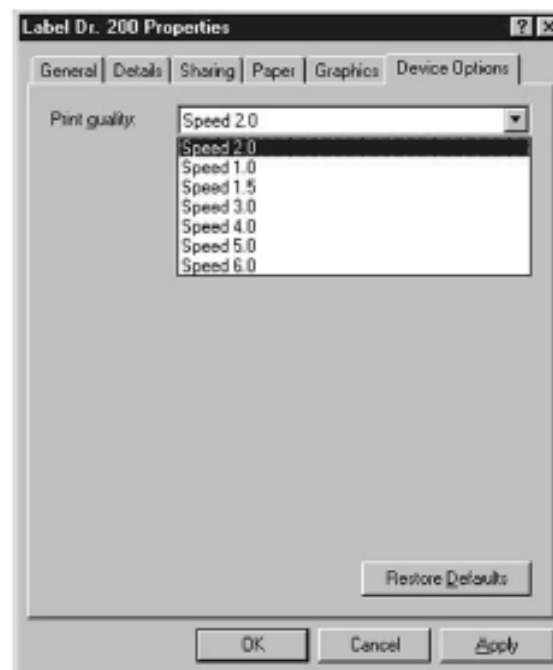 Label Dr. 200 Properties
General Details Sharing Paper Graphics Device Options
Print quality: Speed 2.0
Speed 2.0
Speed 1.0
Speed 1.5
Speed 3.0
Speed 4.0
Speed 5.0
Speed 6.0
Restore Defaults
OK Cancel Apply